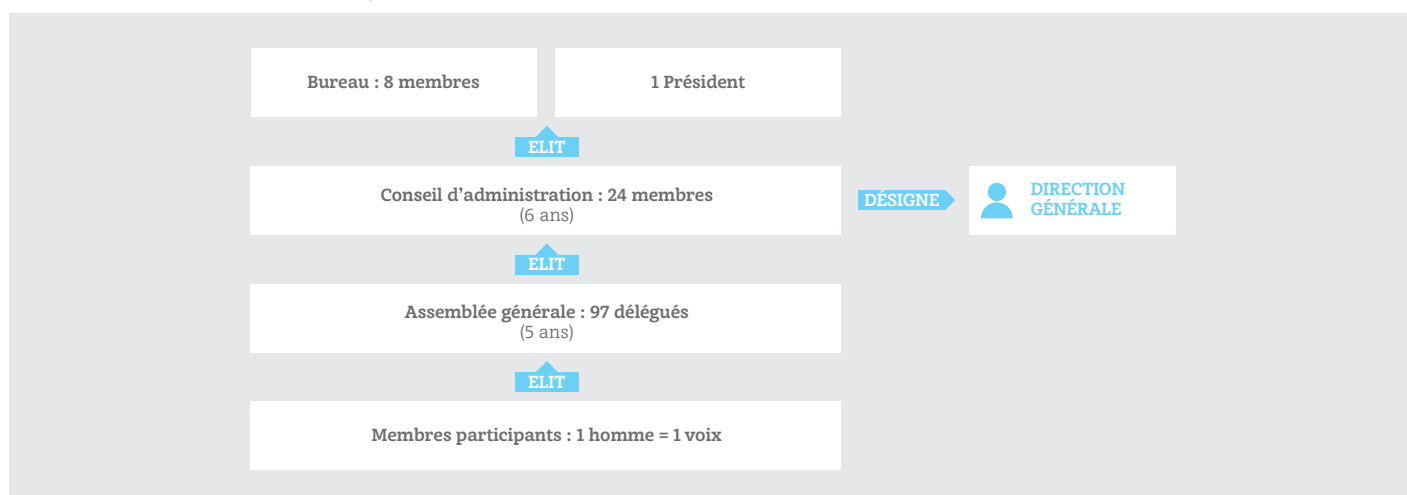 Bureau : 8 membres
1 Président
ELIT
Conseil d'administration : 24 membres
(6 ans)
DÉSIGNE
DIRECTION
GÉNÉRALE
ELIT
Assemblée générale : 97 délégués
(5 ans)
ELIT
Membres participants : 1 homme = 1 voix